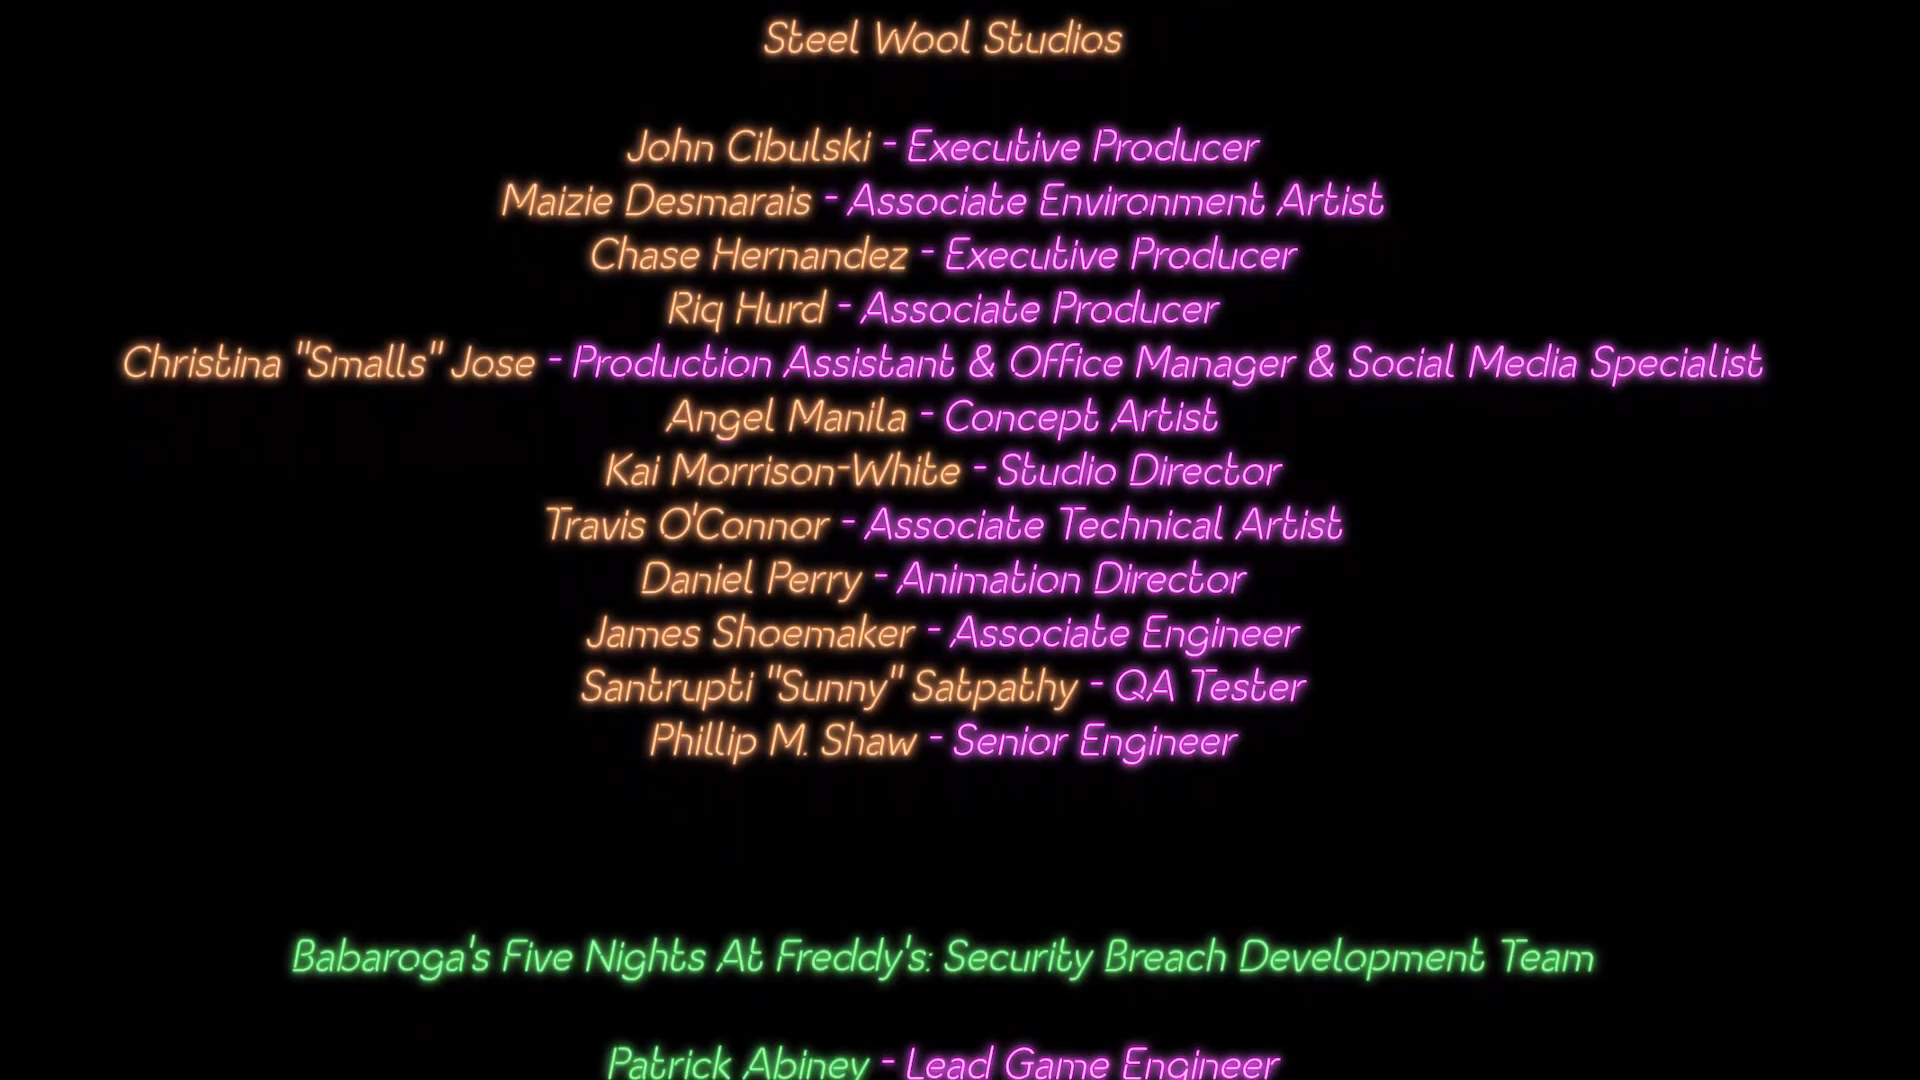 Steel Wool Studios
John Cibulski - Executive Producer
Maizie Desmarais - Associate Environment Artist
Chase Hernandez - Executive Producer
Riq Hurd - Associate Producer
Christina "Smalls" Jose - Production Assistant & Office Manager & Social Media Specialist
Angel Manila - Concept Artist
Kai Morrison-White - Studio Director
Travis O'Connor - Associate Technical Artist
Daniel Perry - Animation Director
James Shoemaker - Associate Engineer
Santrupti "Sunny" Satpathy - QA Tester
Phillip M. Shaw - Senior Engineer
Babaroga's Five Nights At Freddy's: Security Breach Development Team
Patrick Abiney - Lead Game Engineer